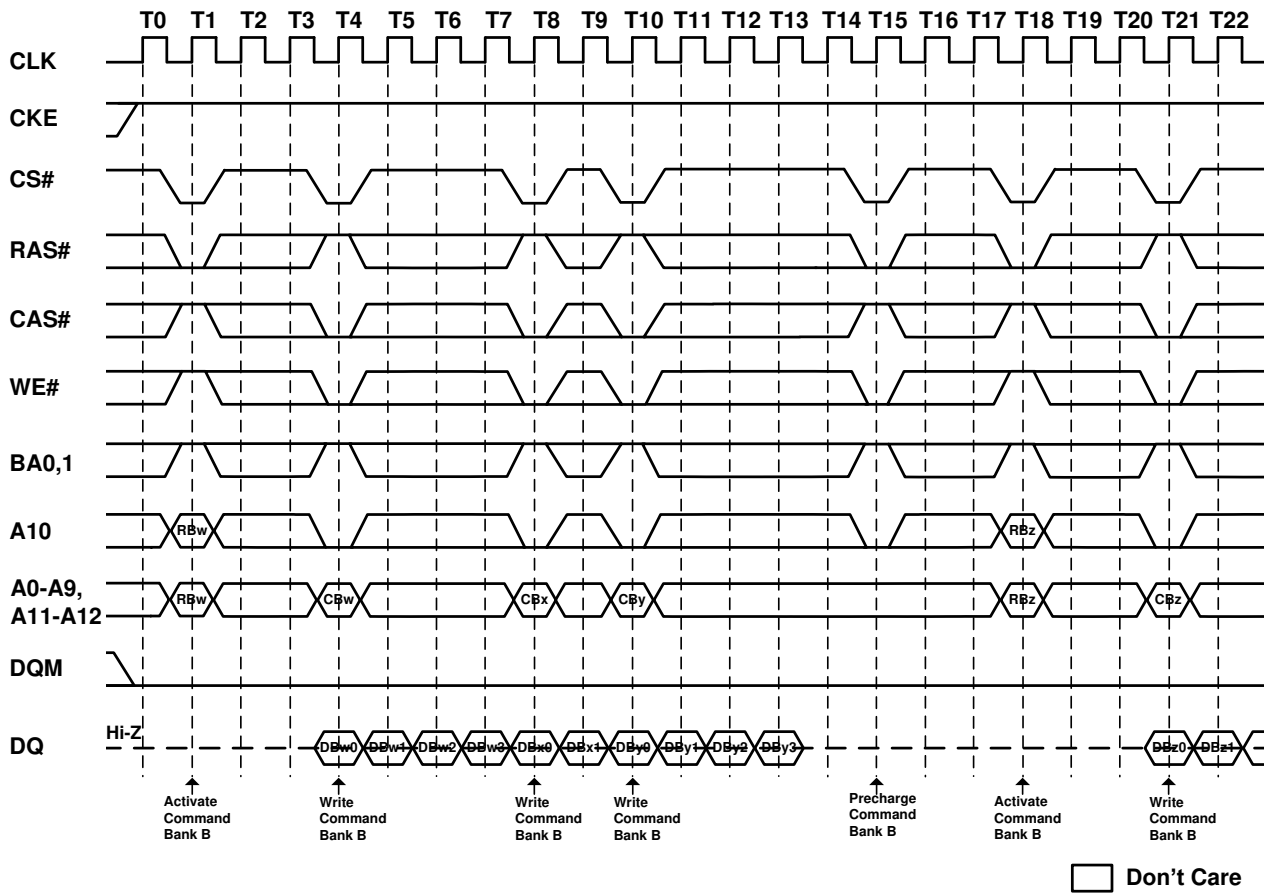 T0 T1 T2 T3 T4 T5 T6 T7 T8 T9 T10 T11 T12 T13 T14 T15 T16 T17 T18 T19 T20 T21 T22
CLK
CKE
CS#
RAS#
CAS#
WE#
BA0,1
A10 RBw RBz
A0-A9,
A11-A12 RBw CBw CBx CBy RBz CBz
DQM
DQ Hi-Z DBw0 DBw1 DBw2 DBw3 DBx0 DBx1 DBy0 DBy1 DBy2 DBy3 DBz0 DBz1
Activate
Command
Bank B
Write
Command
Bank B
Write
Command
Bank B
Write
Command
Bank B
Precharge
Command
Bank B
Activate
Command
Bank B
Write
Command
Bank B
Don't Care